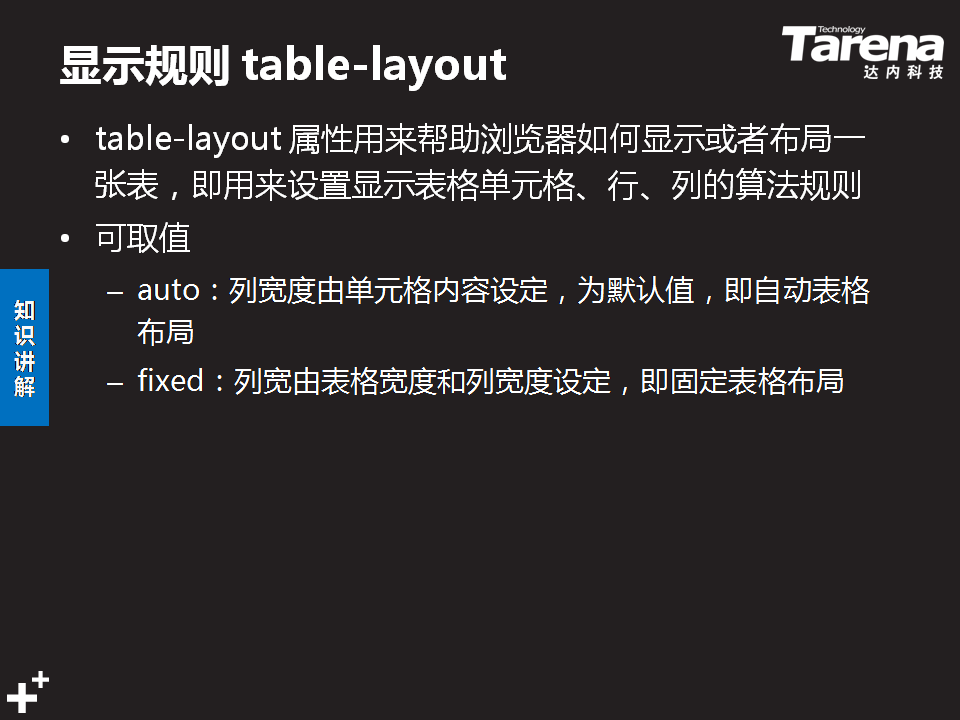 显示规则 table-layout
Technology
Tarena
达内科技
• table-layout 属性用来帮助浏览器如何显示或者布局一
张表，即用来设置显示表格单元格、行、列的算法规则
• 可取值
– auto：列宽度由单元格内容设定，为默认值，即自动表格
布局
– fixed：列宽由表格宽度和列宽度设定，即固定表格布局
知识讲解